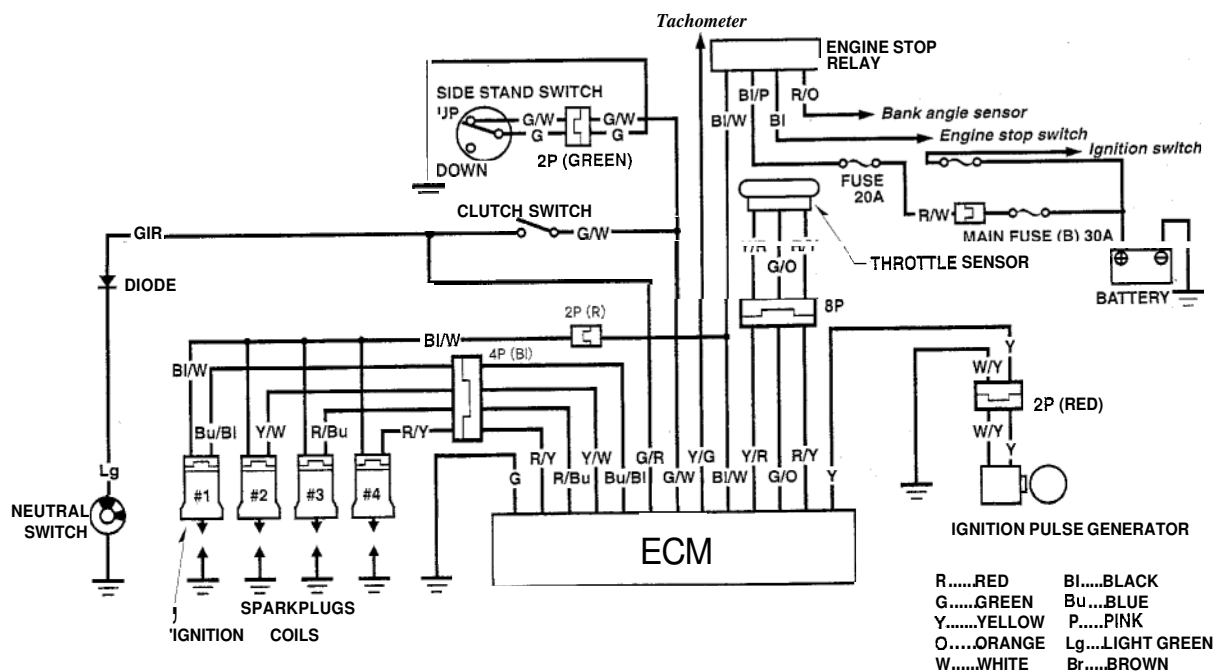 Tachometer
ENGINE STOP
RELAY
SIDE STAND SWITCH
UP
G/W
G/W
G
G
2P (GREEN)
DOWN
Bl/W
Bl/P
Bl
R/O
Bank angle sensor
Engine stop switch
Ignition switch
FUSE
20A
R/W
MAIN FUSE (B) 30A
CLUTCH SWITCH
G/W
GIR
DIODE
G/O
THROTTLE SENSOR
BATTERY
8P
2P (R)
Bl/W
Bl/W
4P (Bl)
Y
W/Y
2P (RED)
W/Y
Y
Bu/Bl
Y/W
R/Bu
R/Y
Lg
#1
#2
#3
#4
G
R/Y
R/Bu
Y/W
Bu/Bl
G/R
G/W
Y/G
Bl/W
Y/R
G/O
R/Y
Y
NEUTRAL
SWITCH
ECM
IGNITION PULSE GENERATOR
SPARKPLUGS
'IGNITION COILS
R.....RED Bl....BLACK
G.....GREEN Bu....BLUE
Y.......YELLOW P.....PINK
O.....ORANGE Lg...LIGHT GREEN
W.....WHITE Br....BROWN